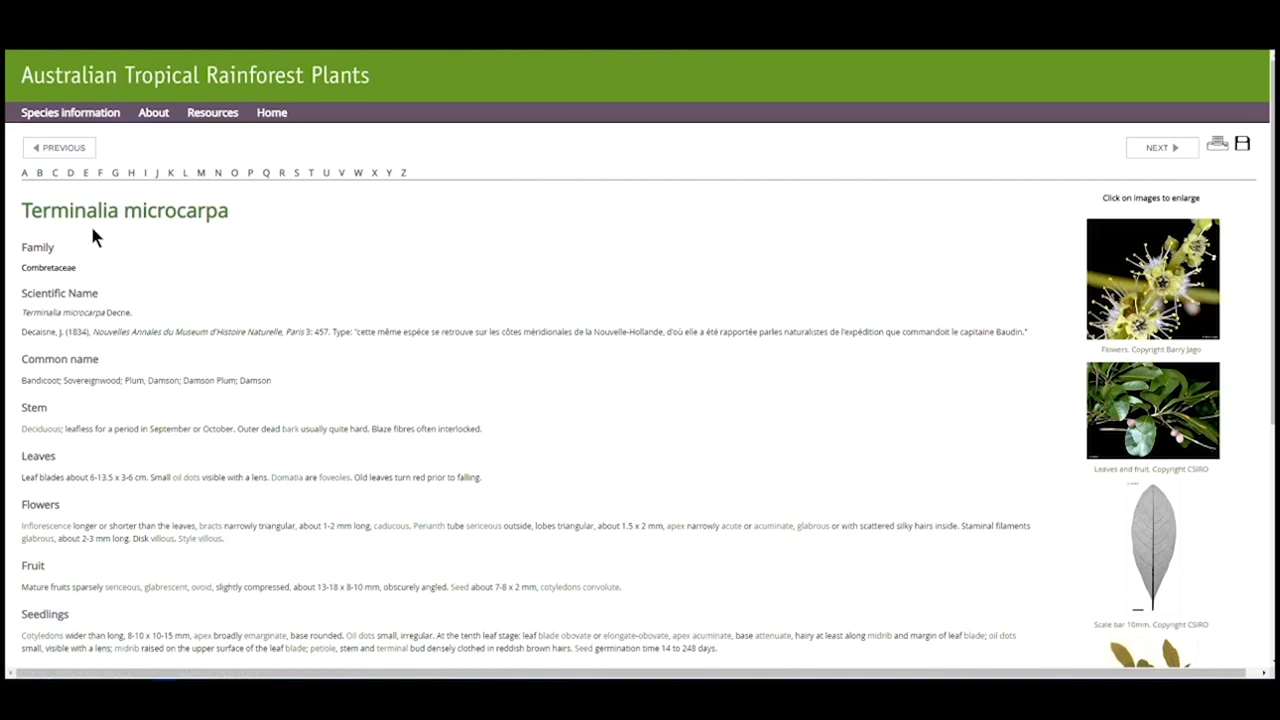 Australian Tropical Rainforest Plants
Species information About Resources Home
PREVIOUS
NEXT
A B C D E F G H I J K L M N O P Q R S T U V W X Y Z
Terminalia microcarpa
Click on images to enlarge
Family
Combretaceae
Scientific Name
Terminalia microcarpa Decne.
Decaisne, J. (1834), Nouvelles Annales du Museum d'Histoire Naturelle, Paris 3: 457. Type: "cette même espéce se retrouve sur les côtes méridionales de la Nouvelle-Hollande, d'où elle a été rapportée parles naturalistes de l'expédition que commandoit le capitaine Baudin."
Flowers. Copyright Barry Jago
Common name
Bandicoot; Sovereignwood; Plum, Damson; Damson Plum; Damson
Stem
Deciduous; leafless for a period in September or October. Outer dead bark usually quite hard. Blaze fibres often interlocked.
Leaves
Leaf blades about 6-13.5 x 3-6 cm. Small oil dots visible with a lens. Domatia are foveoles. Old leaves turn red prior to falling.
Leaves and fruit. Copyright CSIRO
Flowers
Inflorescence longer or shorter than the leaves, bracts narrowly triangular, about 1-2 mm long, caducous. Perianth tube sericeous outside, lobes triangular, about 1.5 x 2 mm, apex narrowly acute or acuminate, glabrous or with scattered silky hairs inside. Staminal filaments
glabrous, about 2-3 mm long. Disk villous. Style villous.
Fruit
Mature fruits sparsely sericeous, glabrescent, ovoid, slightly compressed, about 13-18 x 8-10 mm, obscurely angled. Seed about 7-8 x 2 mm, cotyledons convolute.
Seedlings
Cotyledons wider than long, 8-10 x 10-15 mm, apex broadly emarginate, base rounded. Oil dots small, irregular. At the tenth leaf stage: leaf blade obovate or elongate-obovate, apex acuminate, base attenuate, hairy at least along midrib and margin of leaf blade; oil dots
small, visible with a lens; midrib raised on the upper surface of the leaf blade; petiole, stem and terminal bud densely clothed in reddish brown hairs. Seed germination time 14 to 248 days.
Scale bar 10mm. Copyright CSIRO